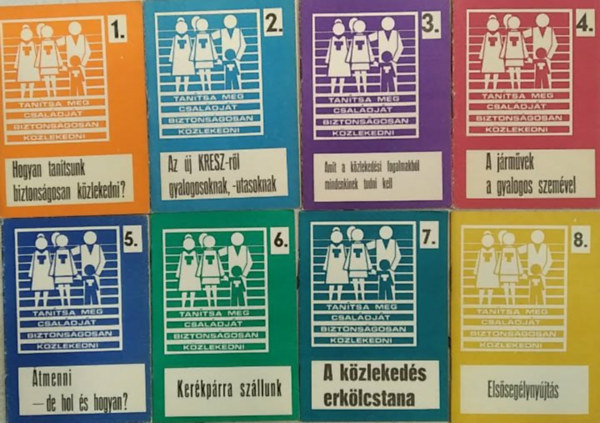 1.
TANÍTSA MEG
CSALÁDJÁT
BIZTONSÁGOSAN
KÖZLEKEDNI
Hogyan tanítsunk
biztonságosan közlekedni?
2.
TANÍTSA MEG
CSALÁDJÁT
BIZTONSÁGOSAN
KÖZLEKEDNI
Az új KRESZ-ről
gyalogosoknak, -utasoknak
3.
TANÍTSA MEG
CSALÁDJÁT
BIZTONSÁGOSAN
KÖZLEKEDNI
Amit a közlekedési fogalmakból
mindenkinek tudni kell
4.
TANÍTSA MEG
CSALÁDJÁT
BIZTONSÁGOSAN
KÖZLEKEDNI
A járművek
a gyalogos szemével
5.
TANÍTSA MEG
CSALÁDJÁT
BIZTONSÁGOSAN
KÖZLEKEDNI
Átmenni
— de hol és hogyan?
6.
TANÍTSA MEG
CSALÁDJÁT
BIZTONSÁGOSAN
KÖZLEKEDNI
Kerékpárra szállunk
7.
TANÍTSA MEG
CSALÁDJÁT
BIZTONSÁGOSAN
KÖZLEKEDNI
A közlekedés
erkölcstana
8.
TANÍTSA MEG
CSALÁDJÁT
BIZTONSÁGOSAN
KÖZLEKEDNI
Elsősegélynyújtás